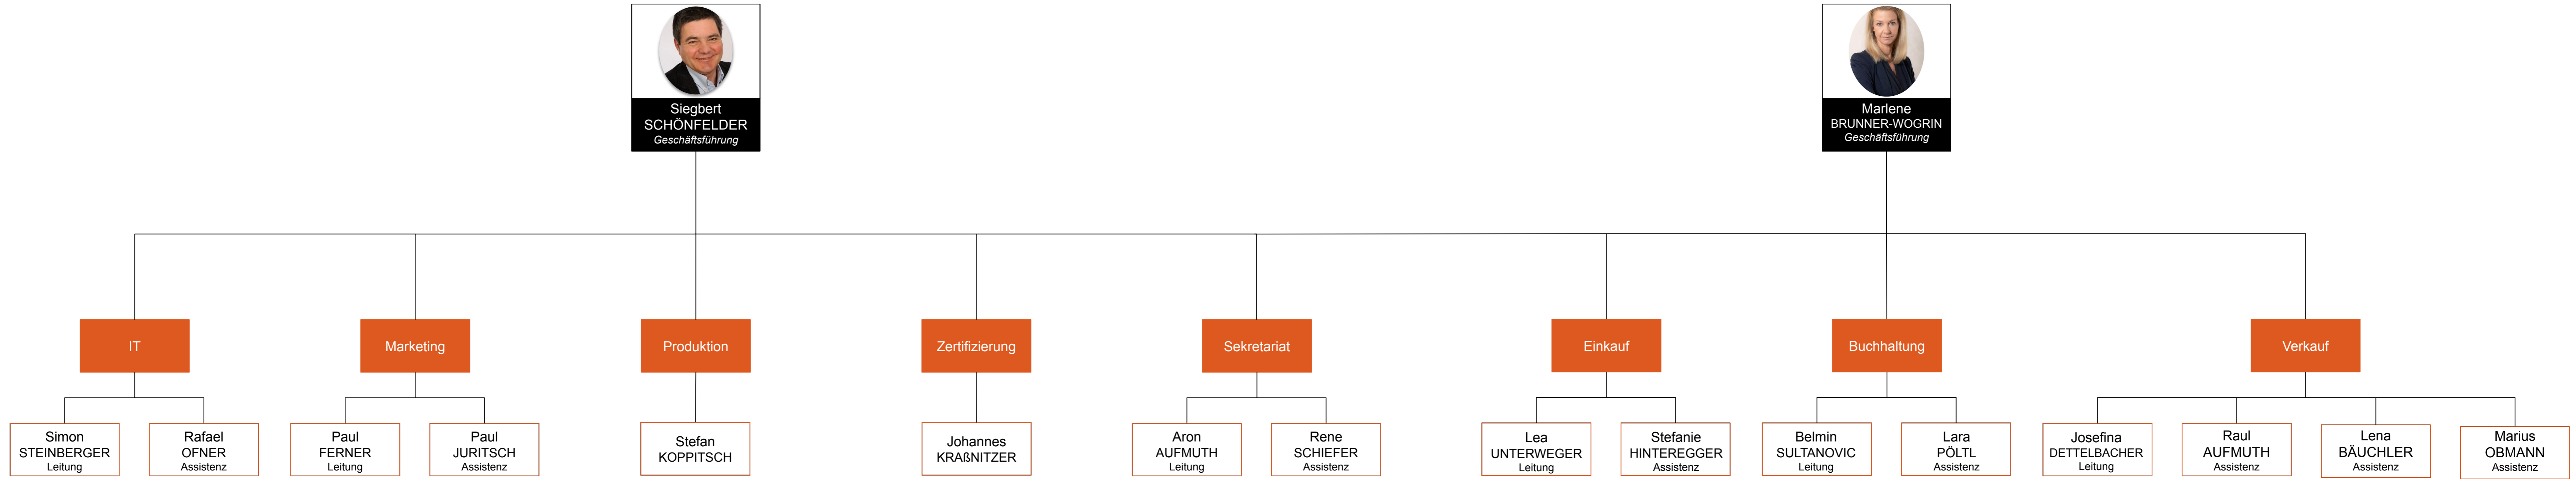 Siegbert
SCHÖNFELDER
Geschäftsführung
Marlene
BRUNNER-WOGRIN
Geschäftsführung
IT
Marketing
Produktion
Zertifizierung
Sekretariat
Einkauf
Buchhaltung
Verkauf
Simon
STEINBERGER
Leitung
Rafael
OFNER
Assistenz
Paul
FERNER
Leitung
Paul
JURITSCH
Assistenz
Stefan
KOPPITSCH
Johannes
KRAßNITZER
Aron
AUFMUTH
Leitung
Rene
SCHIEFER
Assistenz
Lea
UNTERWEGER
Leitung
Stefanie
HINTEREGGER
Assistenz
Belmin
SULTANOVIC
Leitung
Lara
PÖLTL
Assistenz
Josefina
DETTELBACHER
Leitung
Raul
AUFMUTH
Assistenz
Lena
BÄUCHLER
Assistenz
Marius
OBMANN
Assistenz